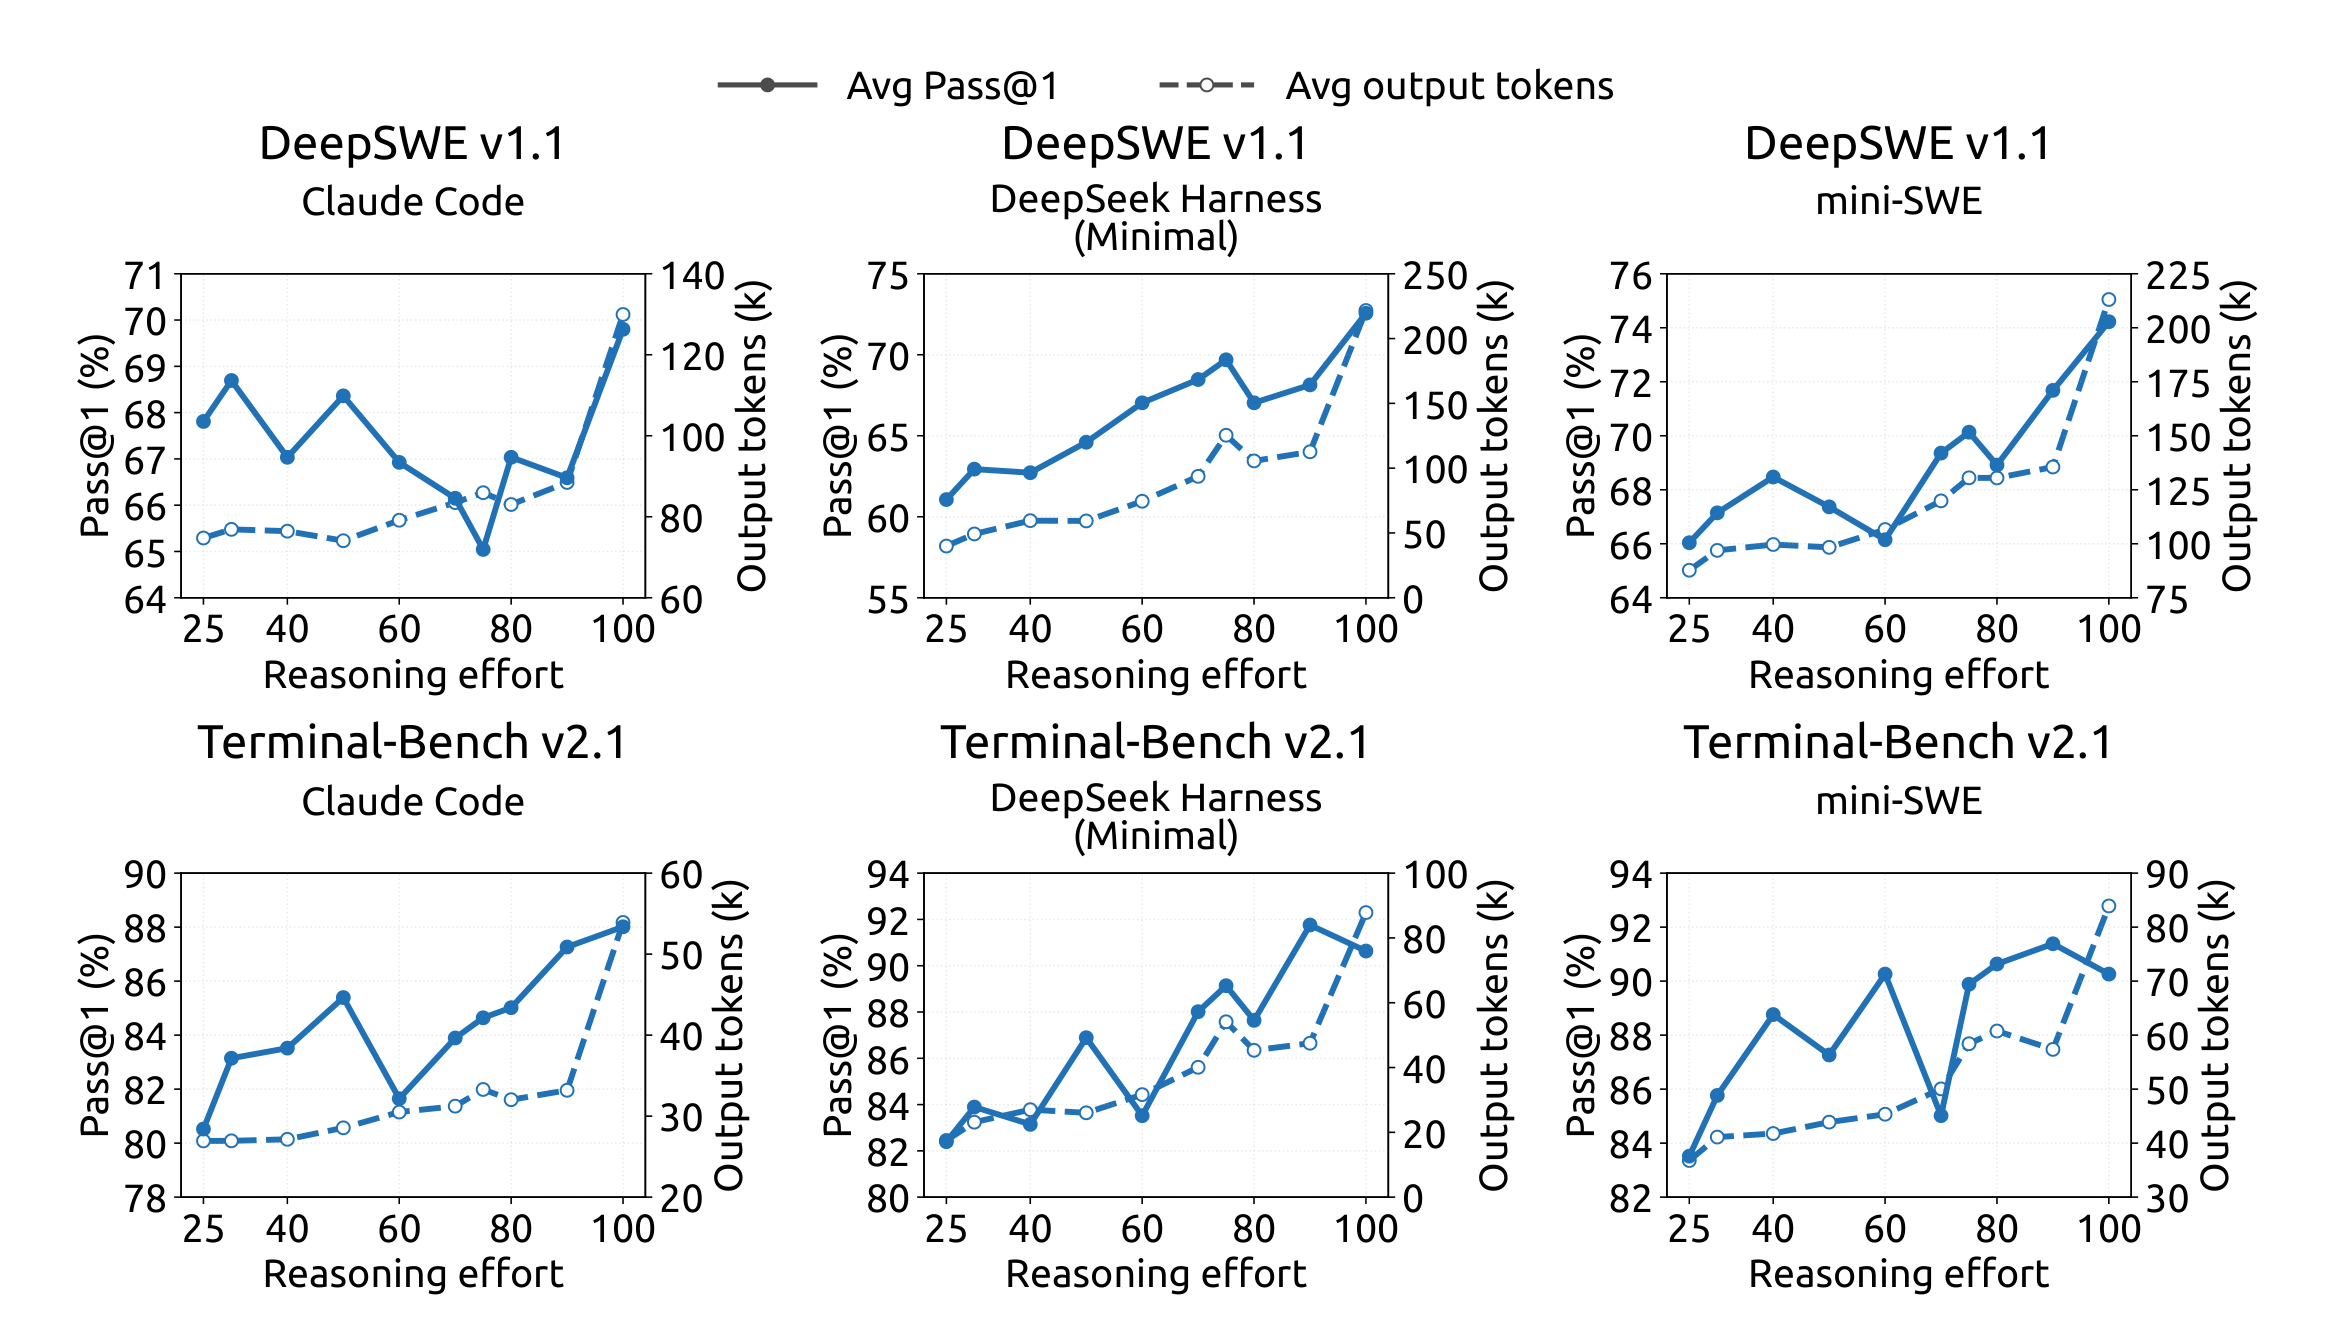 Avg Pass@1
Avg output tokens
DeepSWE v1.1
Claude Code
71
70
69
68
67
66
65
64
140
120
100
80
60
25 40 60 80 100
Pass@1 (%)
Output tokens (k)
Reasoning effort
DeepSWE v1.1
DeepSeek Harness
(Minimal)
75
70
65
60
55
250
200
150
100
50
0
25 40 60 80 100
Pass@1 (%)
Output tokens (k)
Reasoning effort
DeepSWE v1.1
mini-SWE
76
74
72
70
68
66
64
225
200
175
150
125
100
75
25 40 60 80 100
Pass@1 (%)
Output tokens (k)
Reasoning effort
Terminal-Bench v2.1
Claude Code
90
88
86
84
82
80
78
60
50
40
30
20
25 40 60 80 100
Pass@1 (%)
Output tokens (k)
Reasoning effort
Terminal-Bench v2.1
DeepSeek Harness
(Minimal)
94
92
90
88
86
84
82
80
100
80
60
40
20
0
25 40 60 80 100
Pass@1 (%)
Output tokens (k)
Reasoning effort
Terminal-Bench v2.1
mini-SWE
94
92
90
88
86
84
82
90
80
70
60
50
40
30
25 40 60 80 100
Pass@1 (%)
Output tokens (k)
Reasoning effort